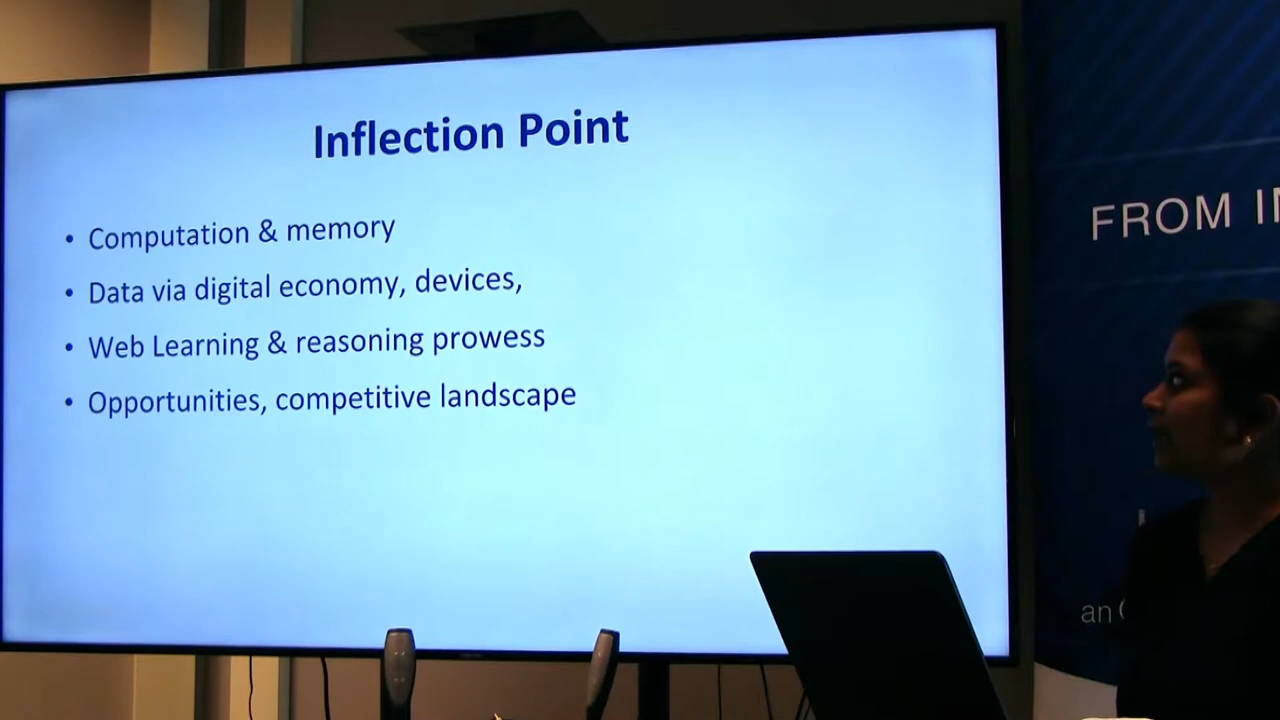 Inflection Point
• Computation & memory
• Data via digital economy, devices,
• Web Learning & reasoning prowess
• Opportunities, competitive landscape
FROM
an